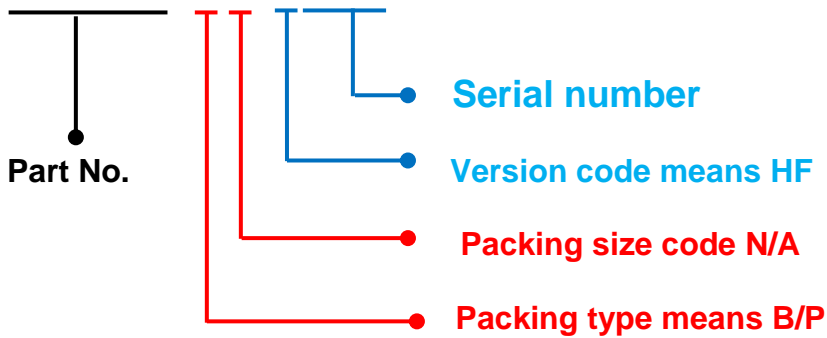 Serial number
Part No.
Version code means HF
Packing size code N/A
Packing type means B/P